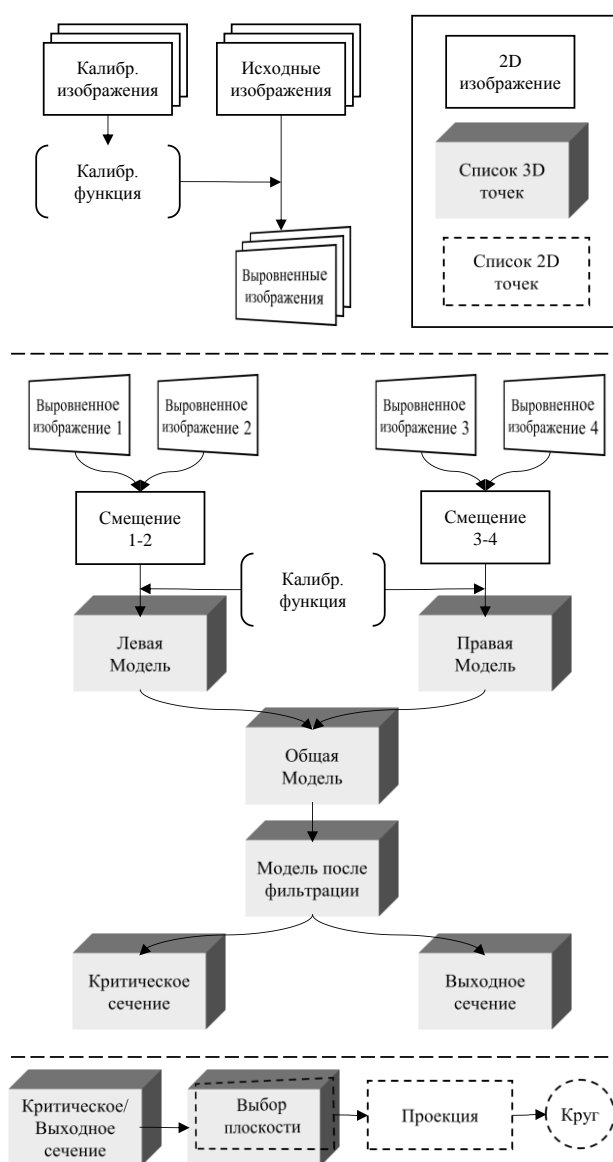 Калибр.
изображения
Исходные
изображения
Калибр.
функция
Выровненные
изображения
2D
изображение
Список 3D
точек
Список 2D
точек
Выровненное
изображение 1
Выровненное
изображение 2
Выровненное
изображение 3
Выровненное
изображение 4
Смещение
1-2
Смещение
3-4
Калибр.
функция
Левая
Модель
Правая
Модель
Общая
Модель
Модель после
фильтрации
Критическое
сечение
Выходное
сечение
Критическое/
Выходное
сечение
Выбор
плоскости
Проекция
Круг